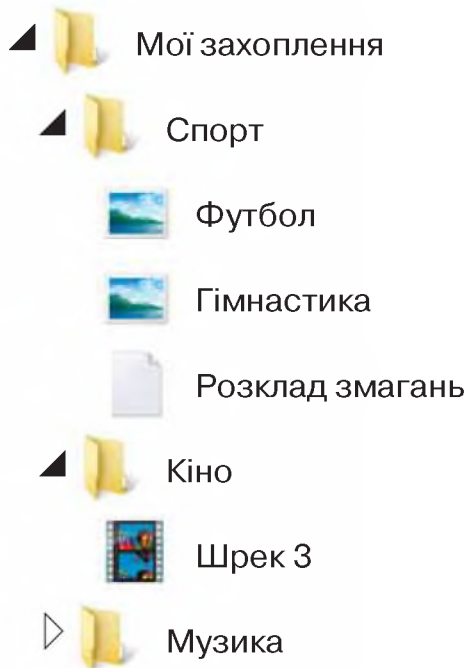 Мої захоплення
Спорт
Футбол
Гімнастика
Розклад змагань
Кіно
Шрек 3
Музика